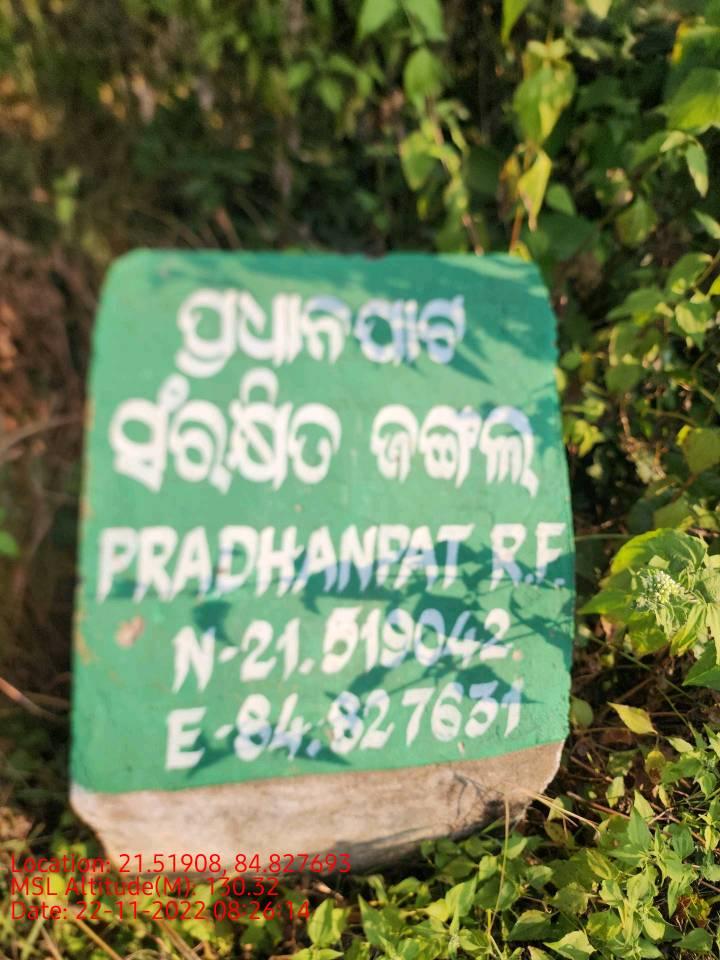 ପ୍ରଧାନପାଟ
ସଂରକ୍ଷିତ ଜଙ୍ଗଲ
PRADHANPAT R.F.
N-21.519042
E-84.827631
Location: 21.51908, 84.827693
MSL Altitude(M): 130.32
Date: 22-11-2022 08:26:14